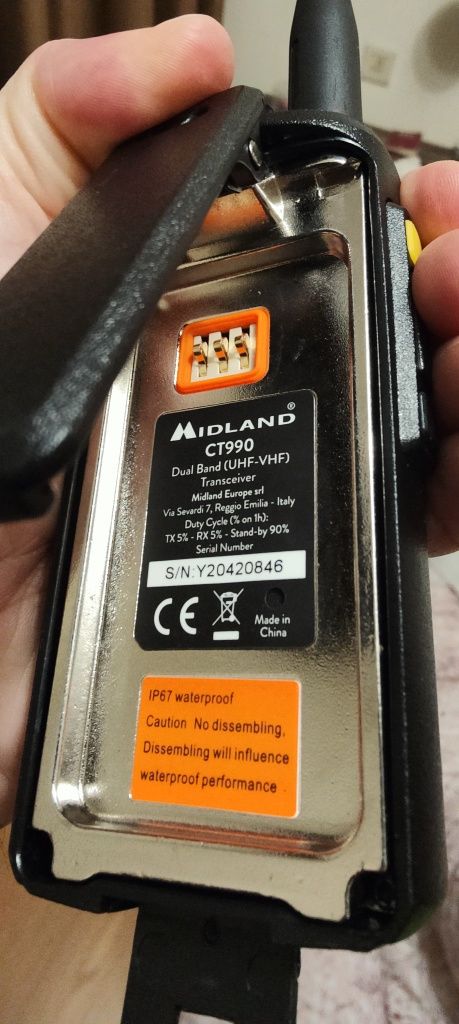 MIDLAND®
CT990
Dual Band (UHF-VHF)
Transceiver
Midland Europe srl
Via Sevardi 7, Reggio Emilia - Italy
Duty Cycle (% on 1h):
TX 5% - RX 5% - Stand-by 90%
Serial Number
S/N:Y20420846
CE
Made in
China
IP67 waterproof
Caution No dissembling,
Dissembling will influence
waterproof performance